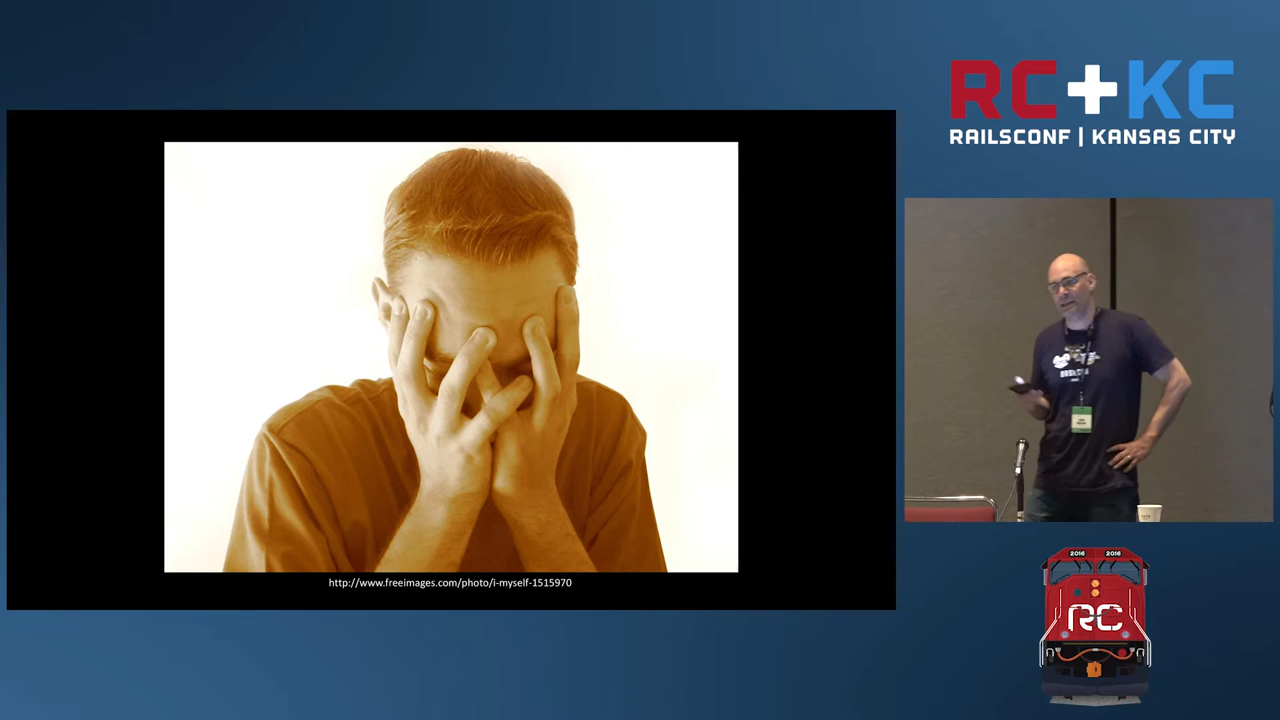 RC+KC
RAILSCONF | KANSAS CITY
http://www.freeimages.com/photo/i-myself-1515970
2016 2016
RC